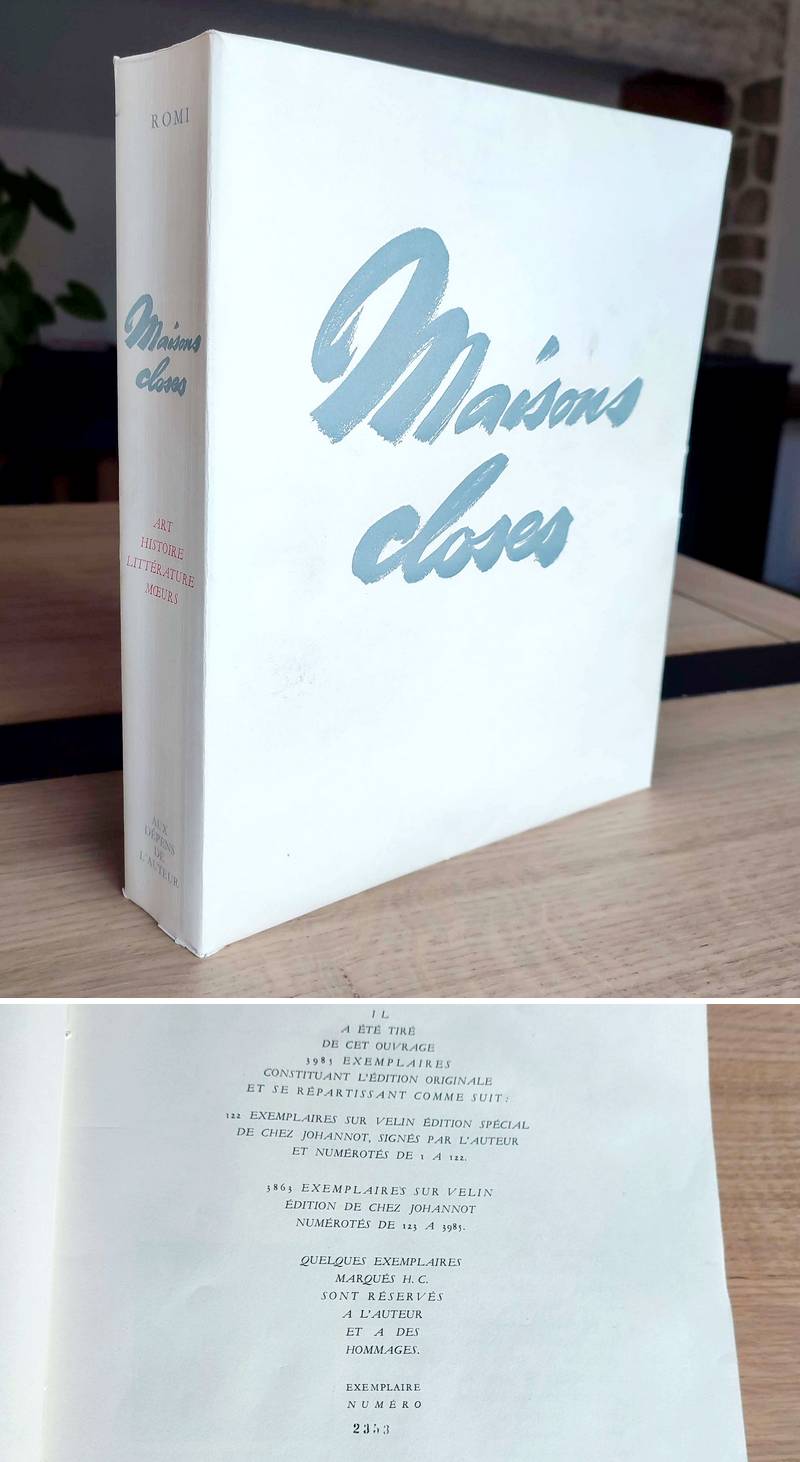 ROMI
Maisons
closes
ART
HISTOIRE
LITTÉRATURE
MŒURS
AUX
DÉPENS
DE
L'AUTEUR
Maisons
closes
IL
A ÉTÉ TIRÉ
DE CET OUVRAGE
3985 EXEMPLAIRES
CONSTITUANT L'ÉDITION ORIGINALE
ET SE RÉPARTISSANT COMME SUIT:
122 EXEMPLAIRES SUR VELIN ÉDITION SPÉCIAL
DE CHEZ JOHANNOT, SIGNÉS PAR L'AUTEUR
ET NUMÉROTÉS DE 1 A 122.
3863 EXEMPLAIRES SUR VELIN
ÉDITION DE CHEZ JOHANNOT
NUMÉROTÉS DE 123 A 3985.
QUELQUES EXEMPLAIRES
MARQUÉS H. C.
SONT RÉSERVÉS
A L'AUTEUR
ET A DES
HOMMAGES.
EXEMPLAIRE
NUMÉRO
2353